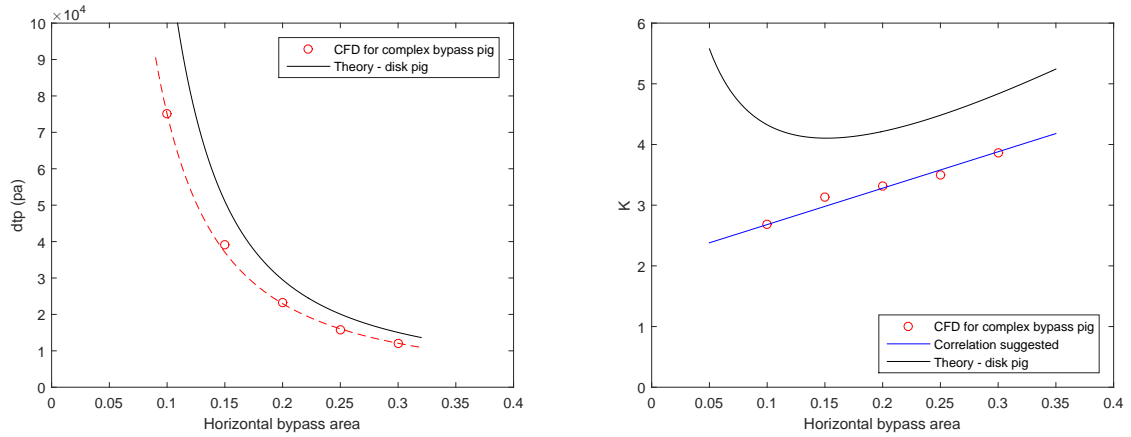 ×10⁴
10
9
8
7
6
5
4
3
2
1
0
dtp (pa)
0 0.05 0.1 0.15 0.2 0.25 0.3 0.35 0.4
Horizontal bypass area
CFD for complex bypass pig
Theory - disk pig
6
5
4
3
2
1
0
K
0 0.05 0.1 0.15 0.2 0.25 0.3 0.35 0.4
Horizontal bypass area
CFD for complex bypass pig
Correlation suggested
Theory - disk pig